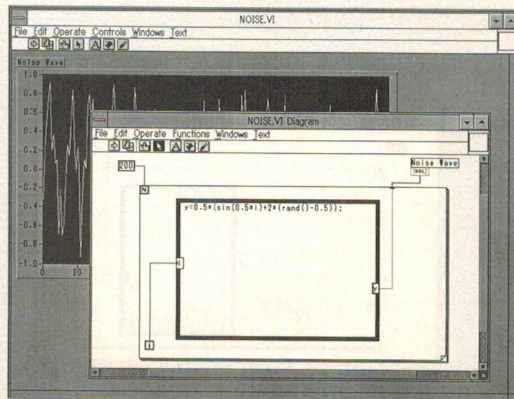 NOISE.VI
File Edit Operate Controls Windows Text
Noise Wave
1.0
0.8
0.6
0.4
0.2
0.0
-0.2
-0.4
-0.6
-0.8
-1.0
0 20
NOISE.VI Diagram
File Edit Operate Functions Windows Text
200
Noise Wave
[DBL]
N
y=0.5*(sin(0.5*i)+2*(rand()-0.5));
i
y
i